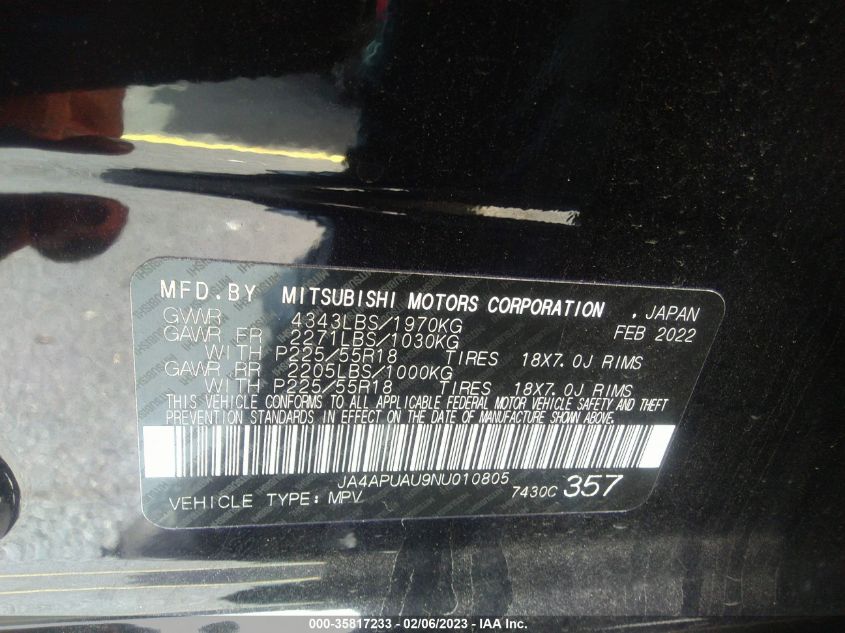 MFD. BY MITSUBISHI MOTORS CORPORATION , JAPAN
GVWR 4343LBS/1970KG FEB 2022
GAWR FR 2271LBS/1030KG
WITH P225/55R18 TIRES 18X7.0J RIMS
GAWR RR 2205LBS/1000KG
WITH P225/55R18 TIRES 18X7.0J RIMS
THIS VEHICLE CONFORMS TO ALL APPLICABLE FEDERAL MOTOR VEHICLE SAFETY AND THEFT
PREVENTION STANDARDS IN EFFECT ON THE DATE OF MANUFACTURE SHOWN ABOVE.
JA4APUAU9NU010805
VEHICLE TYPE: MPV 7430C 357
000-35817233 - 02/06/2023 - © IAA Inc.